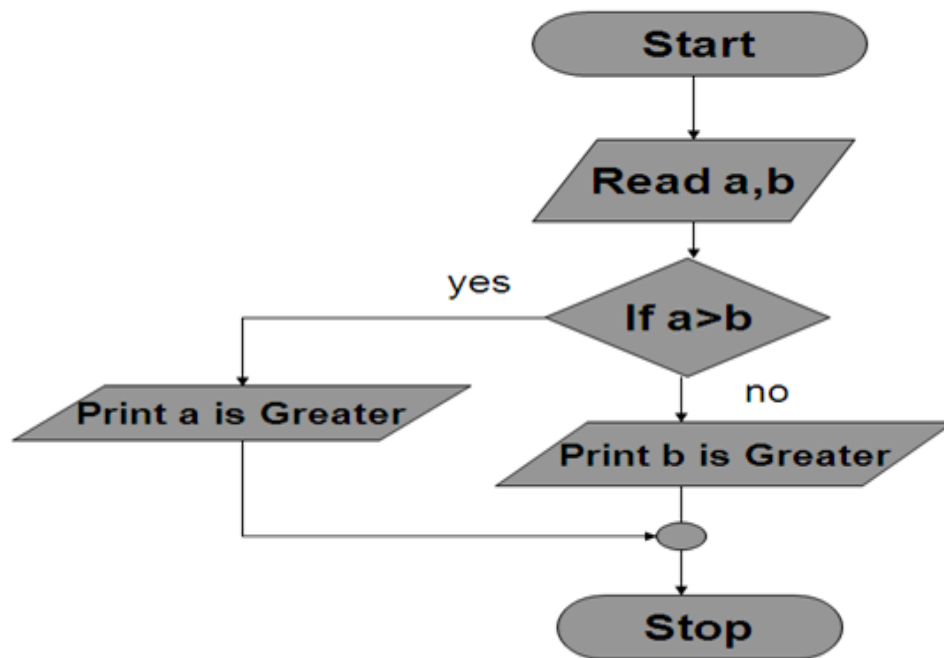 Start
Read a,b
yes
If a>b
no
Print a is Greater
Print b is Greater
Stop